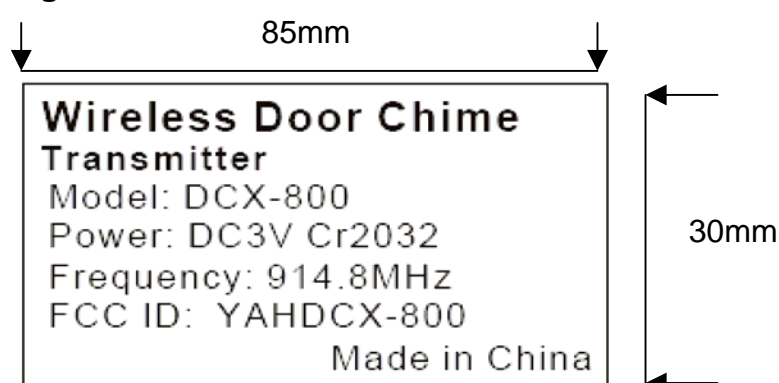 85mm
Wireless Door Chime
Transmitter
Model: DCX-800
Power: DC3V Cr2032
30mm
Frequency: 914.8MHz
FCC ID: YAHDCX-800
Made in China